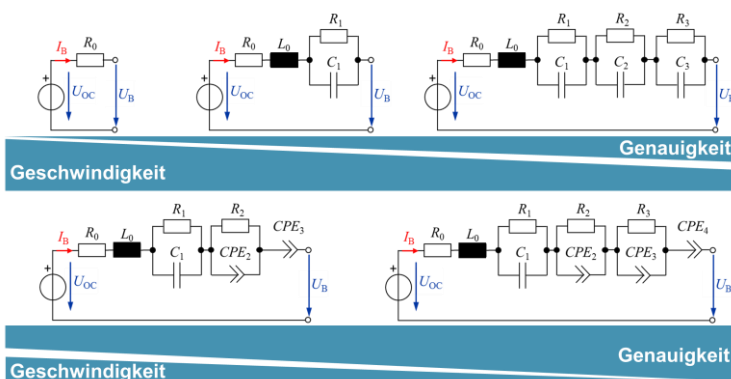 I_B R_0
+ U_OC U_B
I_B R_0 L_0 R_1 C_1
+ U_OC U_B
I_B R_0 L_0 R_1 C_1 R_2 C_2 R_3 C_3
+ U_OC
Genauigkeit
Geschwindigkeit
I_B R_0 L_0 R_1 C_1 R_2 CPE_2 CPE_3
+ U_OC U_B
I_B R_0 L_0 R_1 C_1 R_2 CPE_2 R_3 CPE_3 CPE_4
+ U_OC U_B
Genauigkeit
Geschwindigkeit